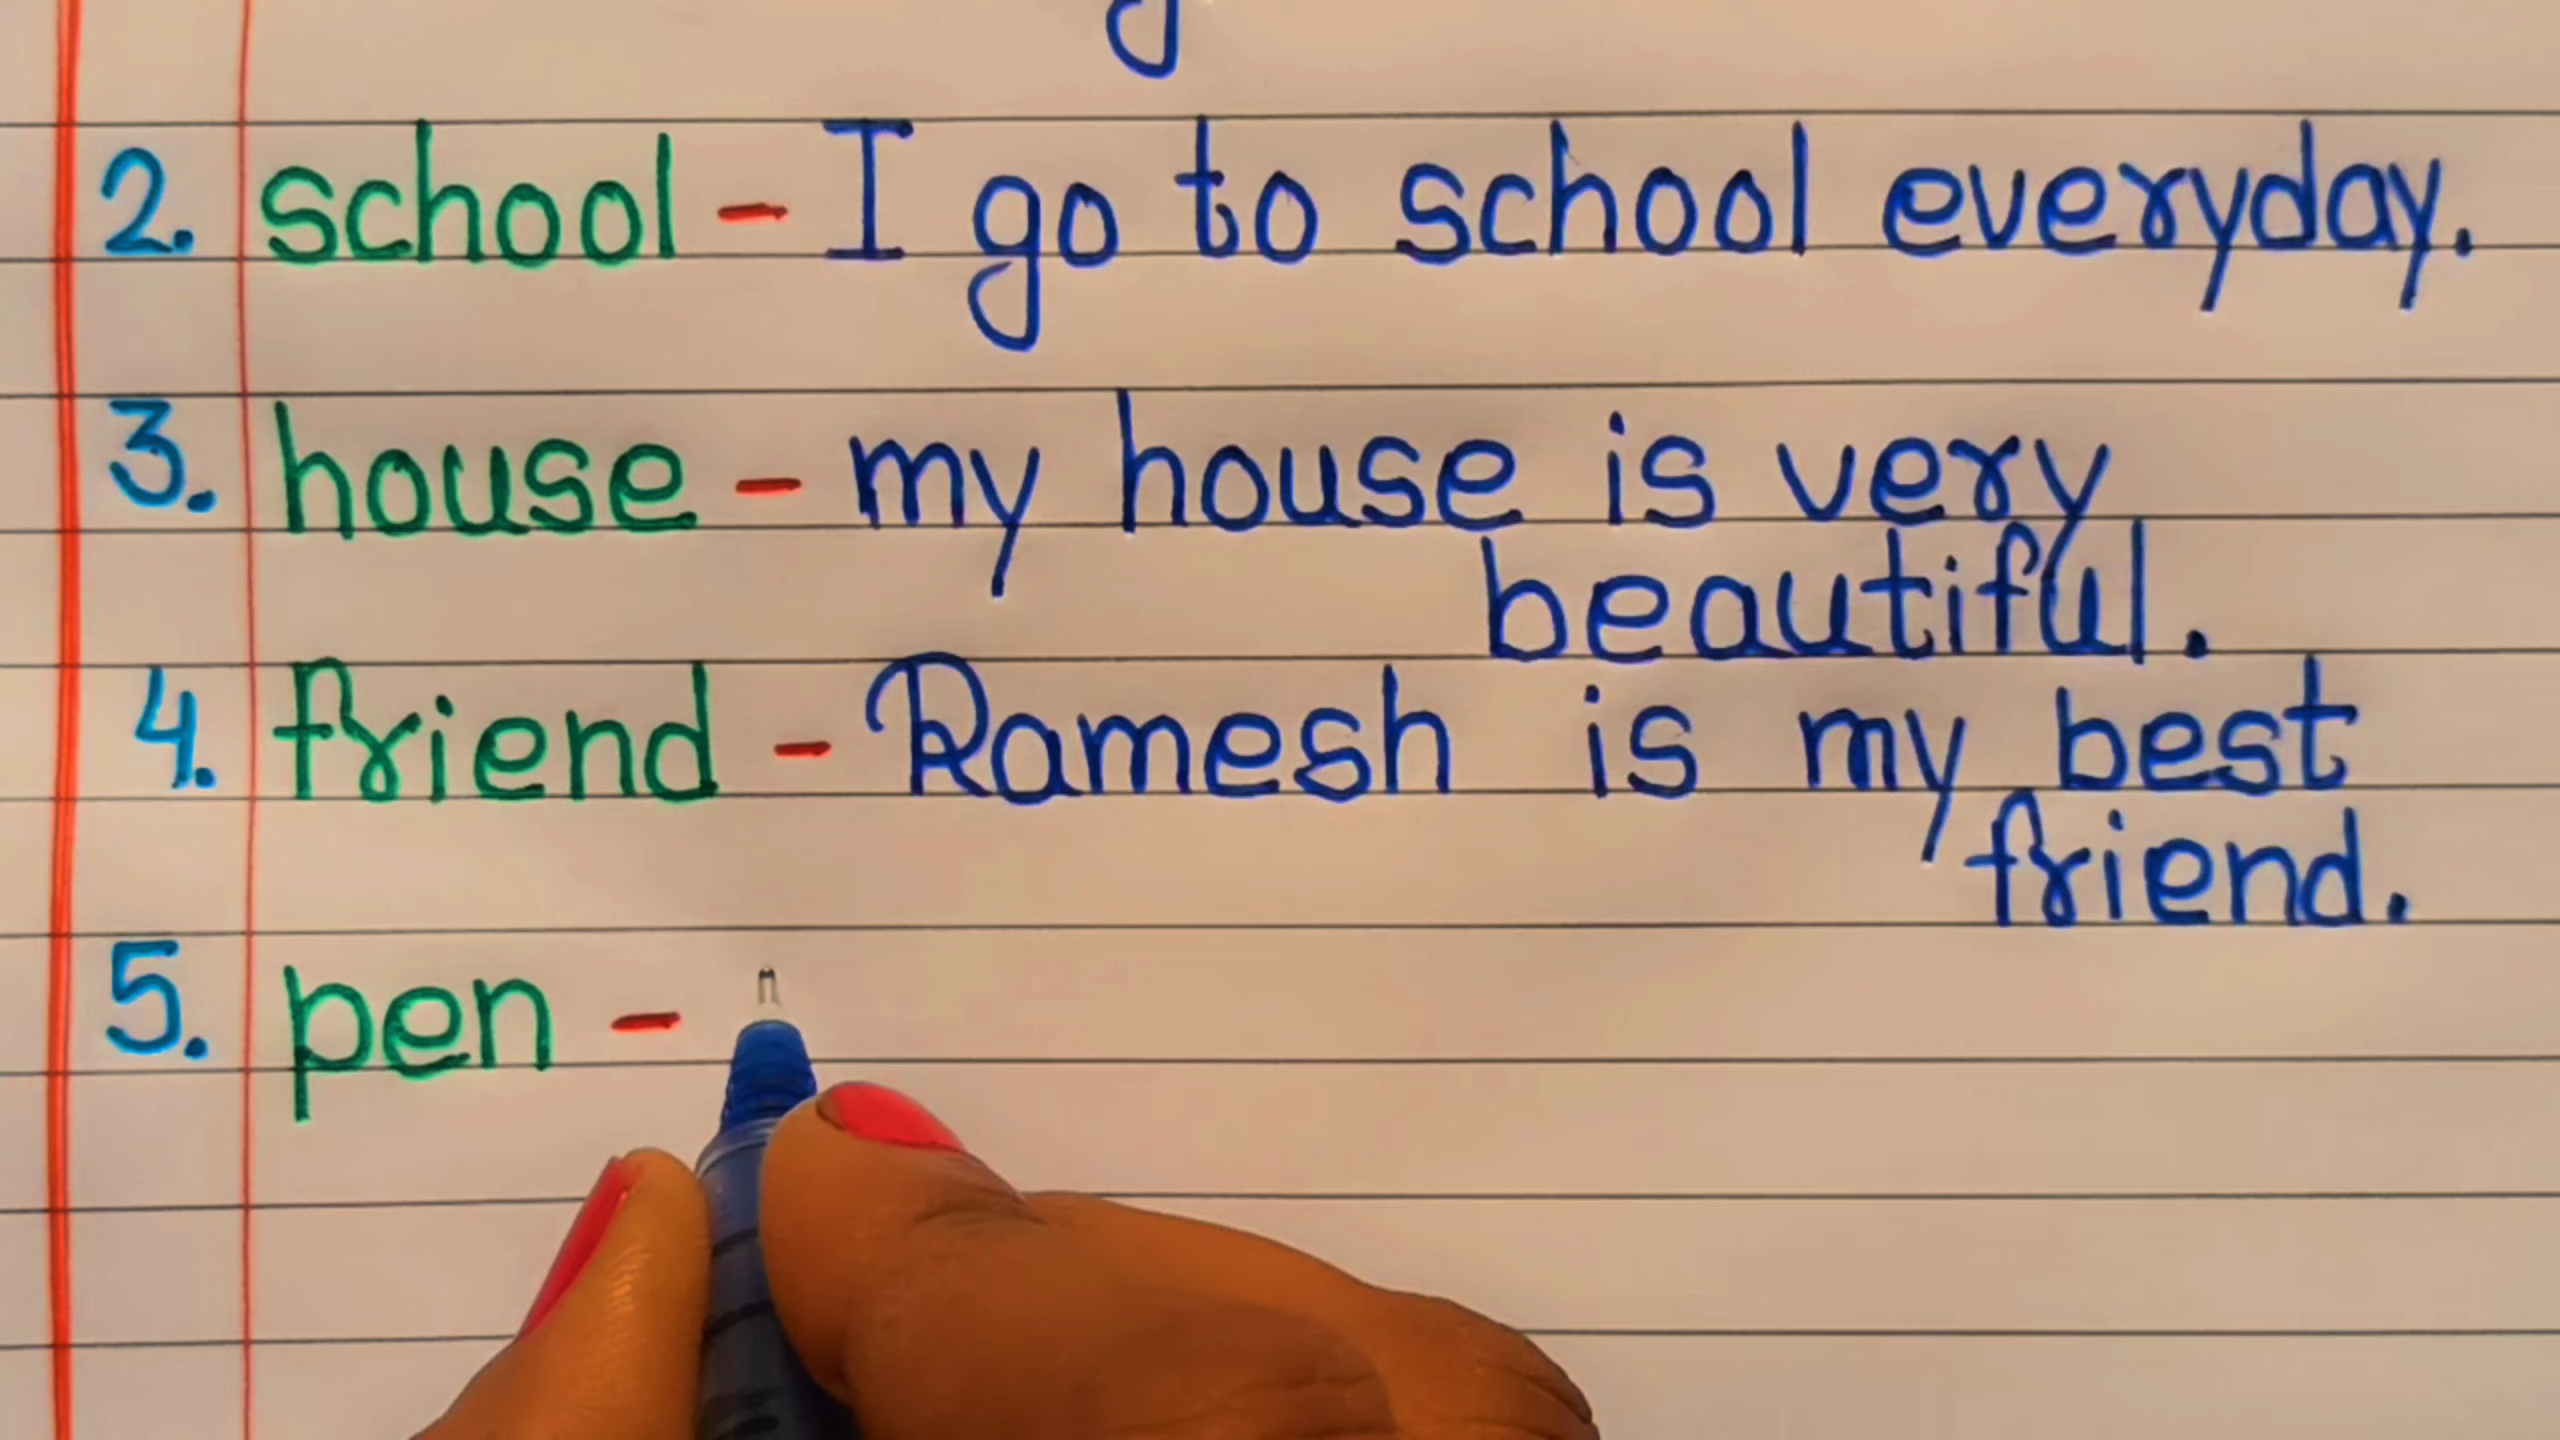 2. school - I go to school everyday.
3. house - my house is very
beautiful.
4. friend - Ramesh is my best
friend.
5. pen -